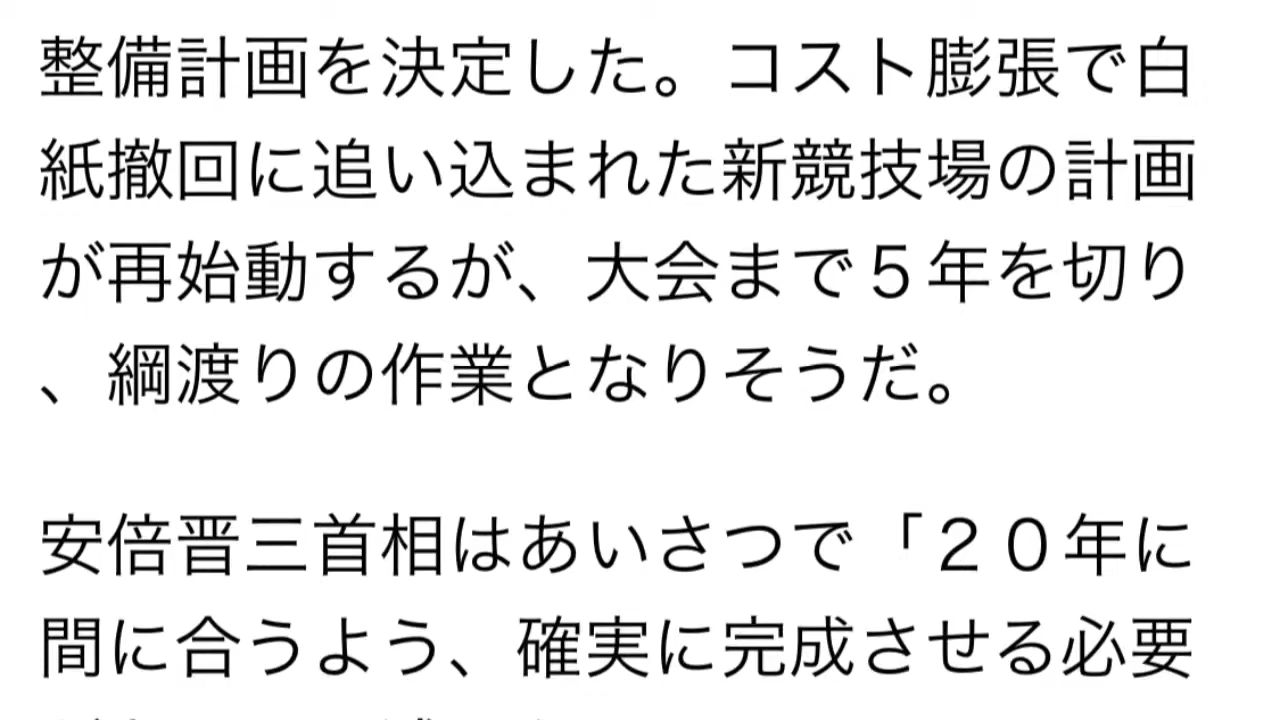 整備計画を決定した。コスト膨張で白
紙撤回に追い込まれた新競技場の計画
が再始動するが、大会まで５年を切り
、綱渡りの作業となりそうだ。
安倍晋三首相はあいさつで「２０年に
間に合うよう、確実に完成させる必要